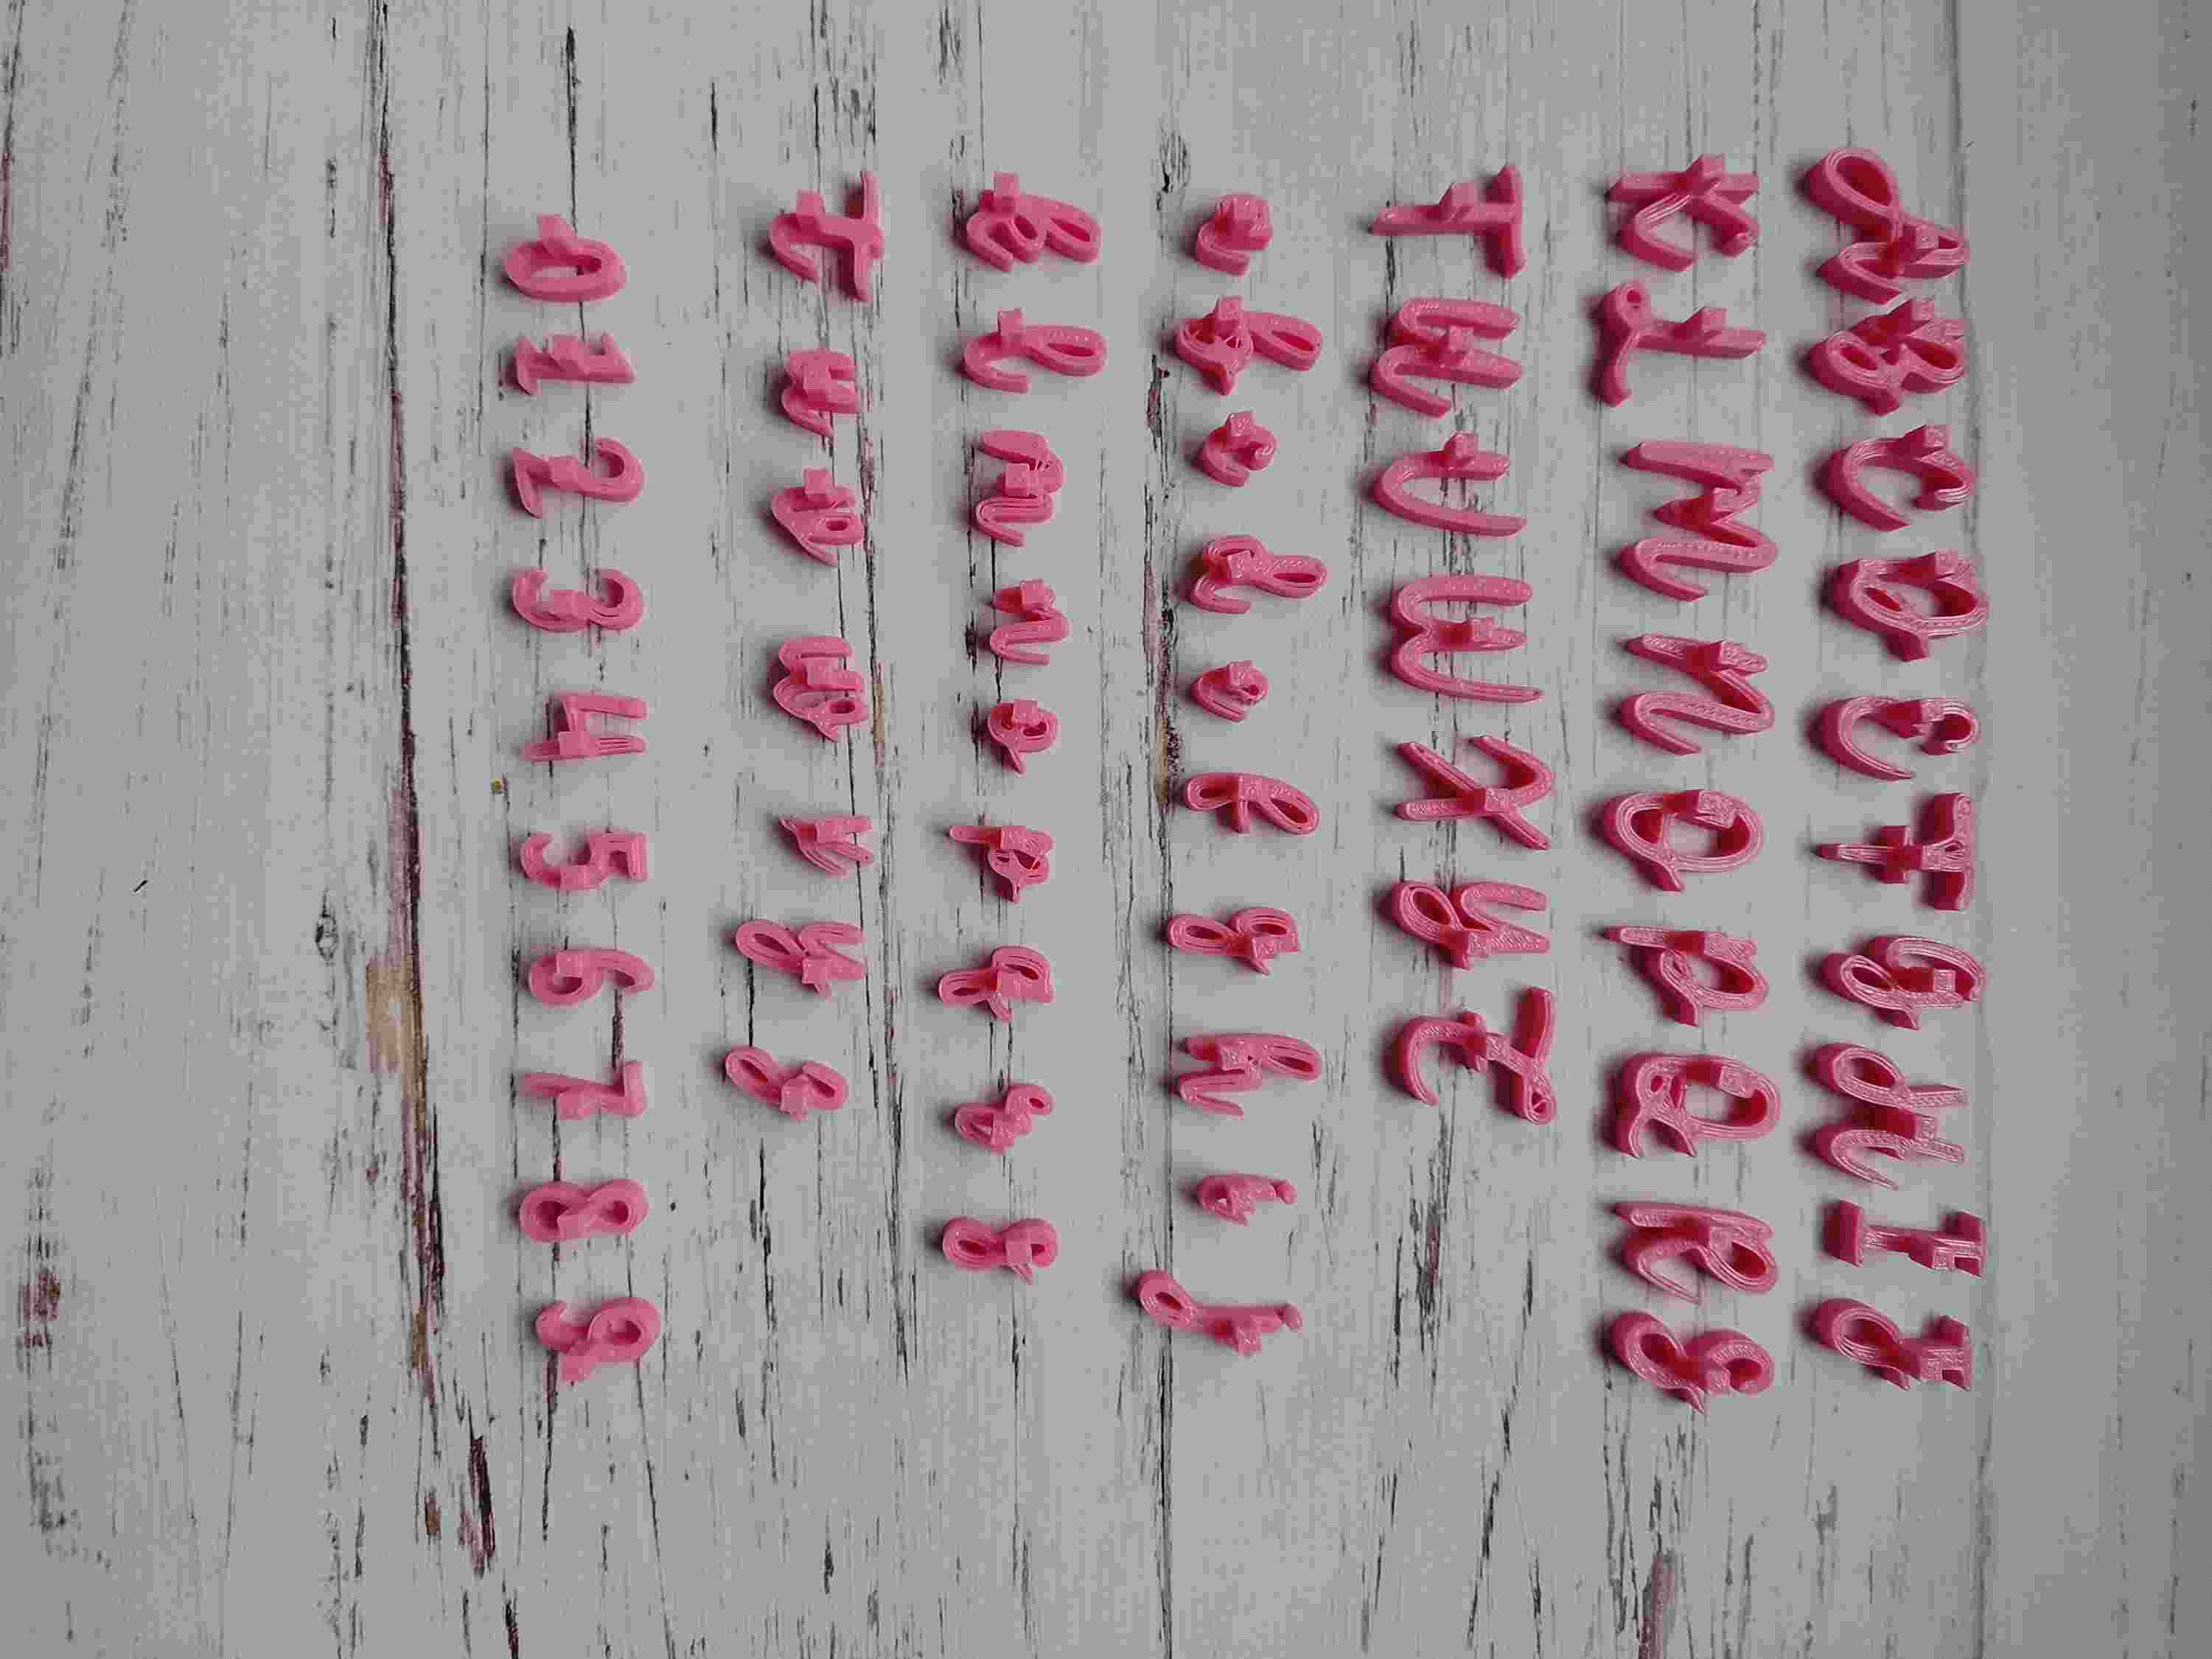 A B C D E F G H I J
K L M N O P Q R S
T U V W X Y Z
a b c d e f g h i j
k l m n o p q r s
t u v w x y z
0 1 2 3 4 5 6 7 8 9